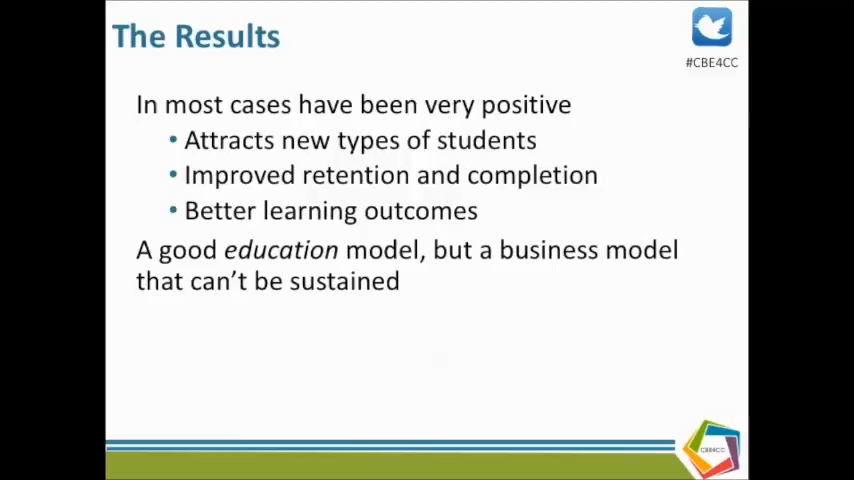 The Results
#CBE4CC
In most cases have been very positive
• Attracts new types of students
• Improved retention and completion
• Better learning outcomes
A good education model, but a business model
that can't be sustained
CBE4CC